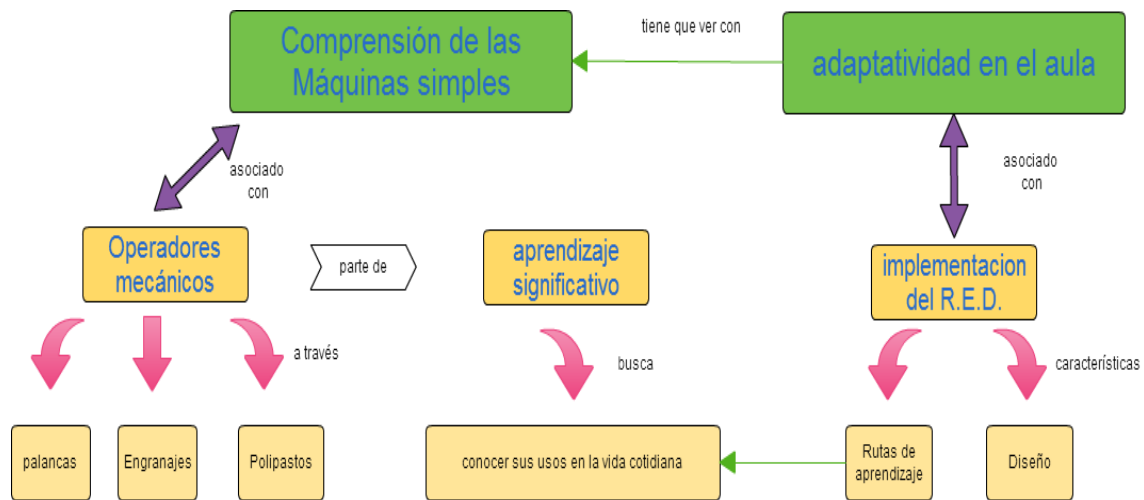 tiene que ver con
Comprensión de las
Máquinas simples
adaptatividad en el aula
asociado
con
asociado
con
Operadores
mecánicos
parte de
aprendizaje
significativo
implementacion
del R.E.D.
a través
busca
características
palancas
Engranajes
Polipastos
conocer sus usos en la vida cotidiana
Rutas de
aprendizaje
Diseño